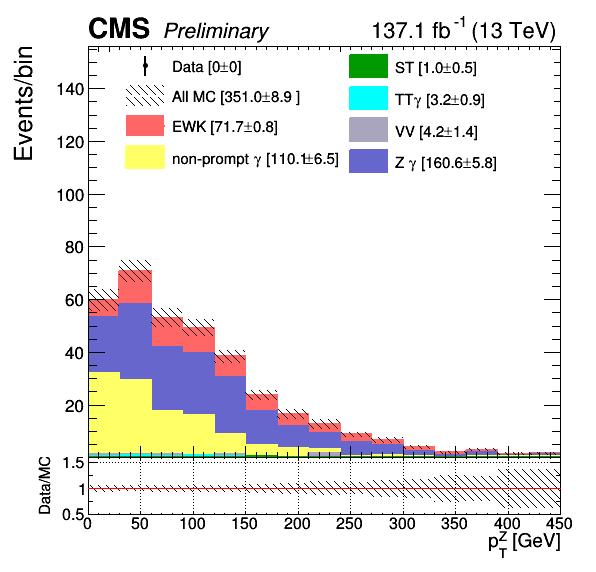 CMS Preliminary 137.1 fb⁻¹ (13 TeV)
Events/bin
Data [0±0]
All MC [351.0±8.9 ]
EWK [71.7±0.8]
non-prompt γ [110.1±6.5]
ST [1.0±0.5]
TTγ [3.2±0.9]
VV [4.2±1.4]
Z γ [160.6±5.8]
140
120
100
80
60
40
20
Data/MC
1.5
1
0.5
0 50 100 150 200 250 300 350 400 450
p_T^Z [GeV]